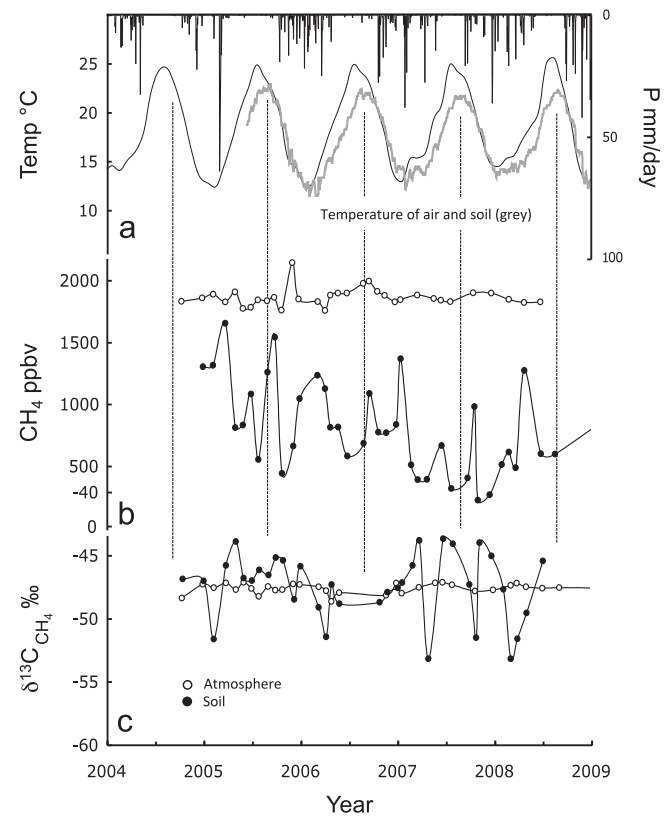 0
25
20
22
15
10
Temp °C
50
100
P mm/day
a
Temperature of air and soil (grey)
2000
1500
1000
500
-40
0
CH4 ppbv
b
-45
-50
-55
-60
δ13CCH4 ‰
Atmosphere
Soil
c
2004
2005
2006
2007
2008
2009
Year